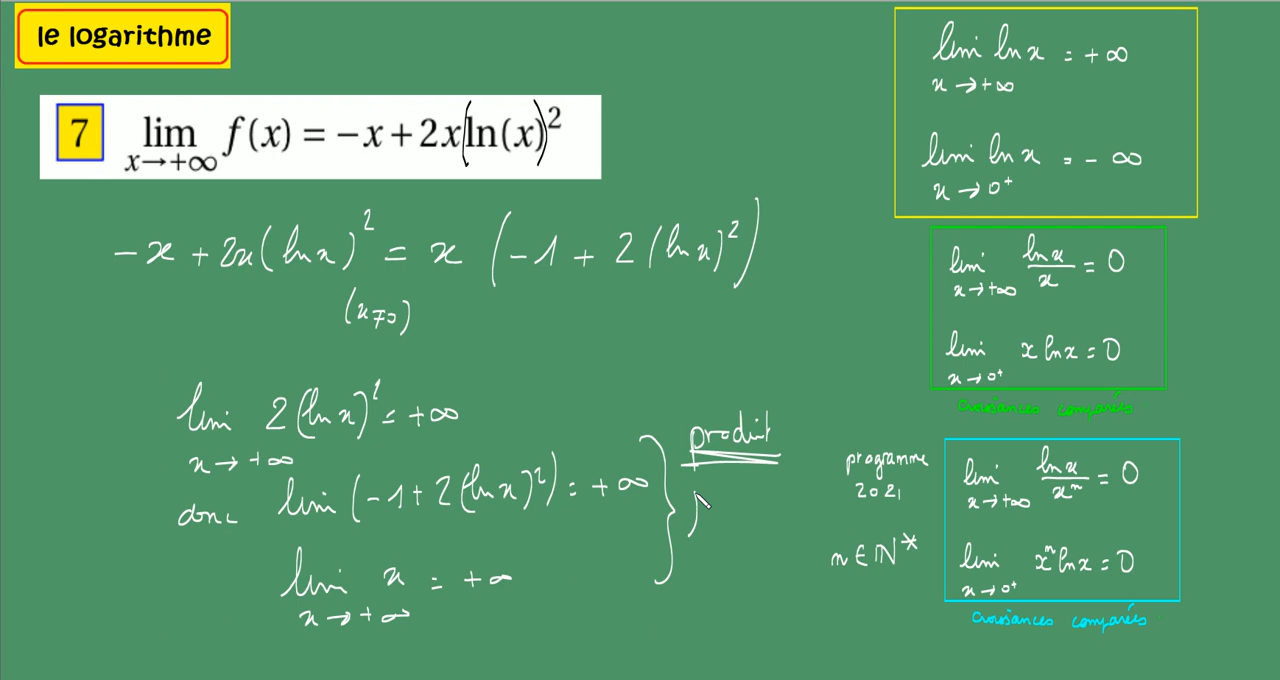 le logarithme
7 lim f(x) = −x + 2x(ln(x))²
x→+∞
-x + 2x(ln x)² = x (-1 + 2(ln x)²)
(x≠0)
lim 2(ln x)² = +∞
x → +∞
donc lim (-1 + 2(ln x)²) = +∞
lim x = +∞
x → +∞
produit
lim ln x = +∞
x → +∞
lim ln x = -∞
x → 0⁺
lim ln x / x = 0
x → +∞
lim x ln x = 0
x → 0⁺
croissances comparées
programme
2021
n ∈ ℕ*
lim ln x / xⁿ = 0
x → +∞
lim xⁿ ln x = 0
x → 0⁺
croissances comparées